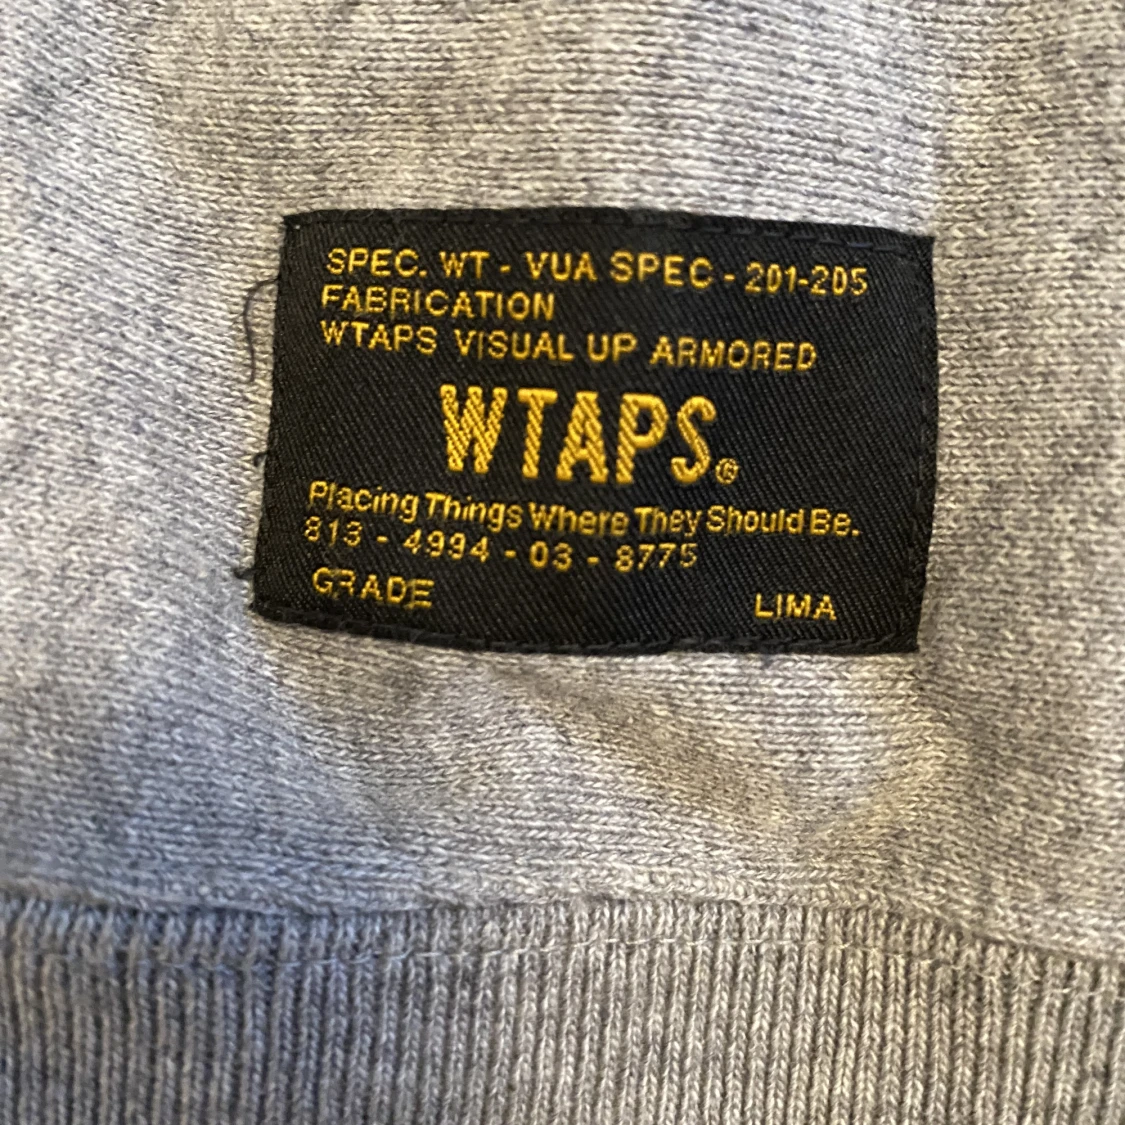 SPEC. WT - VUA SPEC - 201-205
FABRICATION
WTAPS VISUAL UP ARMORED
WTAPS®
Placing Things Where They Should Be.
813 - 4994 - 03 - 8775
GRADE LIMA